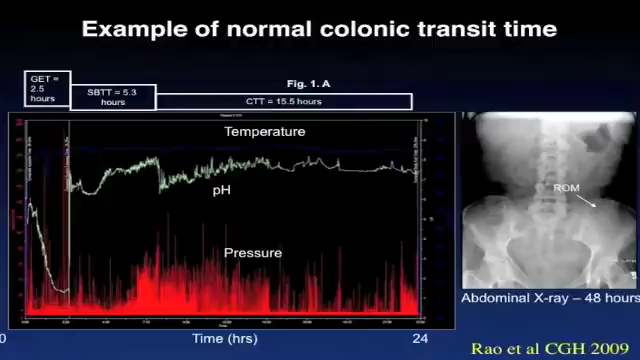 Example of normal colonic transit time
GET =
2.5
hours
SBTT = 5.3
hours
Fig. 1. A
CTT = 15.5 hours
Temperature
pH
ROM
Pressure
Abdominal X-ray – 48 hours
0
Time (hrs)
24
Rao et al CGH 2009